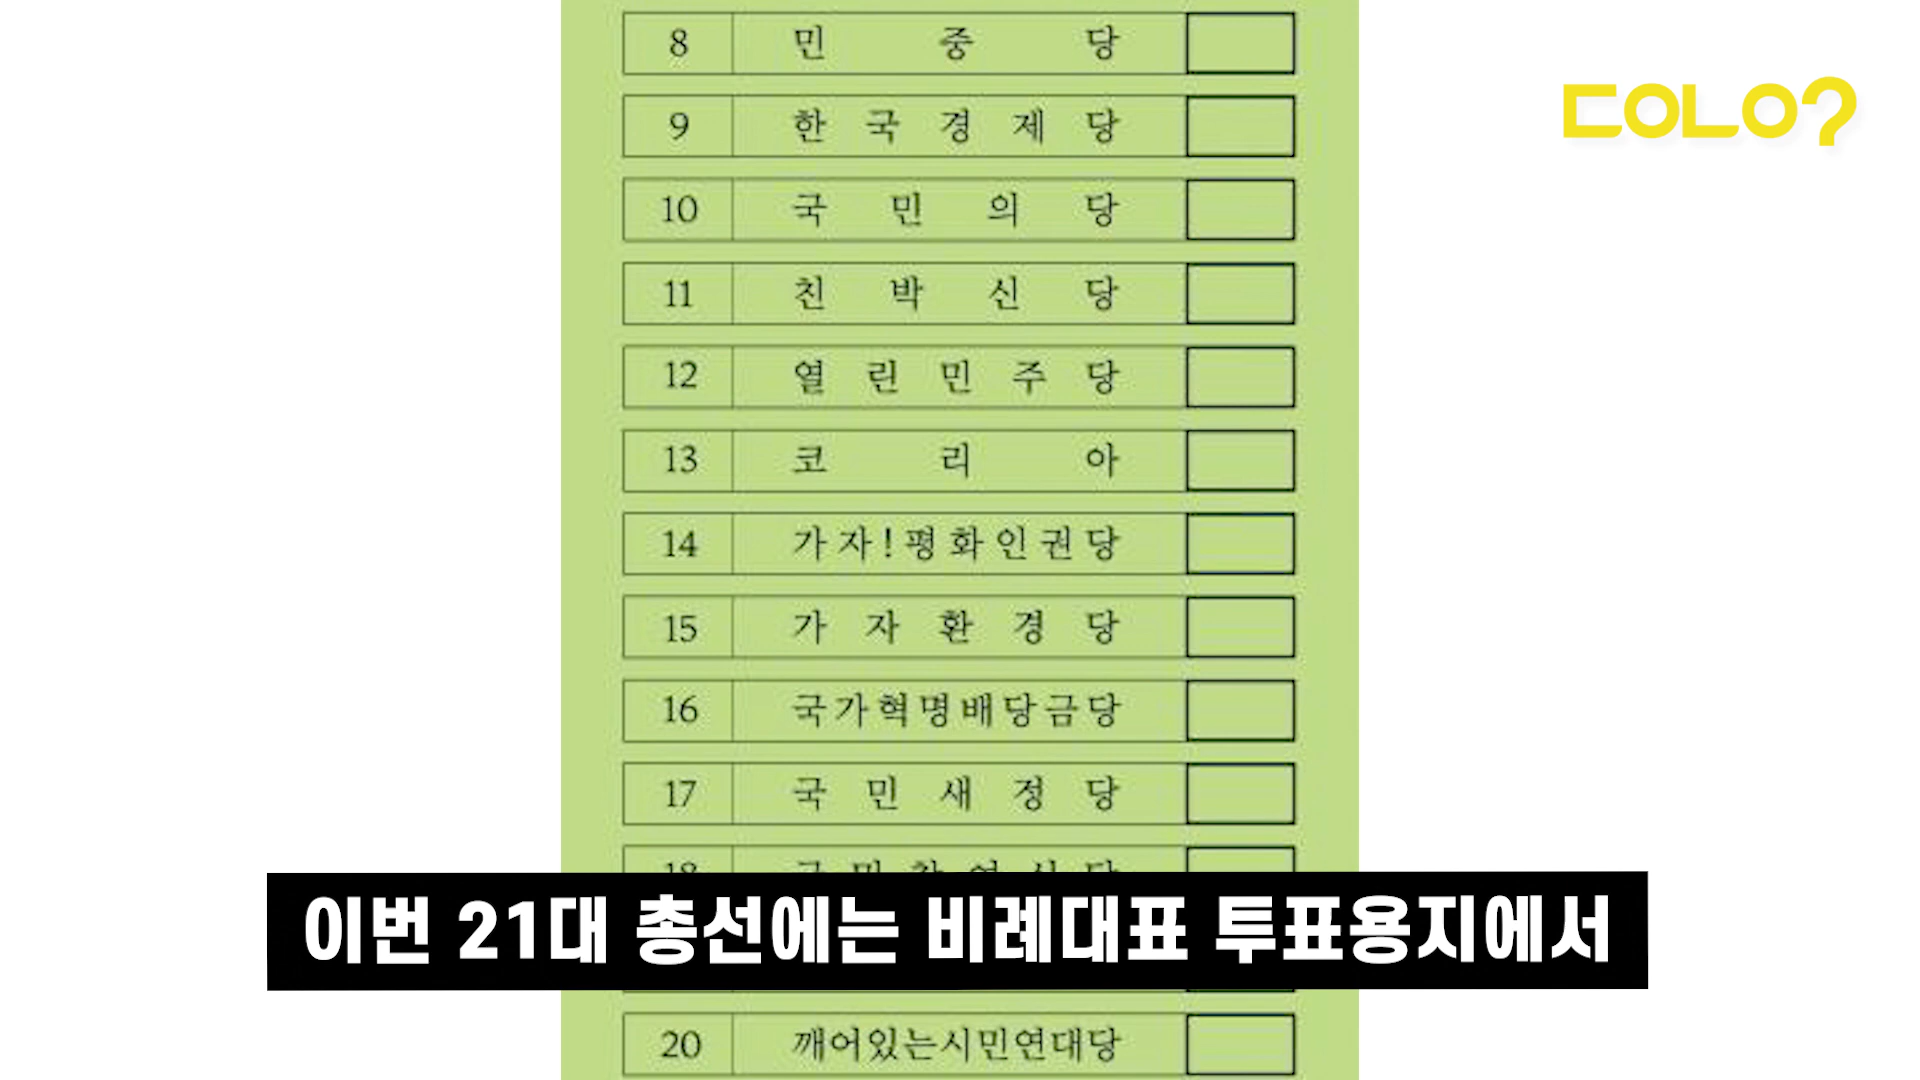 8 민중당
ㄷㅇㄴㅇ?
9 한국경제당
10 국민의당
11 친박신당
12 열린민주당
13 코리아
14 가자!평화인권당
15 가자환경당
16 국가혁명배당금당
17 국민새정당
이번 21대 총선에는 비례대표 투표용지에서
20 깨어있는시민연대당